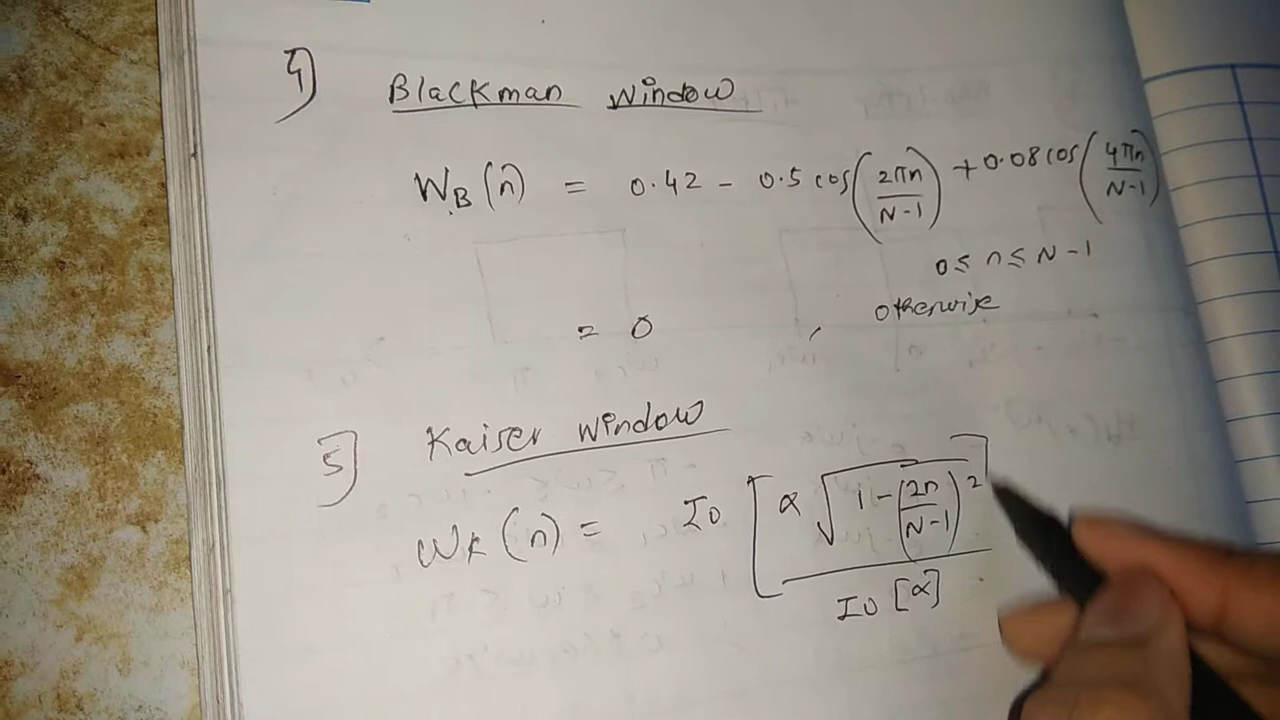 4)
Blackman Window
W_B(n) = 0.42 - 0.5 cos(2πn/N-1) + 0.08 cos(4πn/N-1)
0 ≤ n ≤ N-1
= 0 , otherwise
5]
Kaiser Window
W_K(n) = I0 [α√1-(2n/N-1)^2] / I0[α]